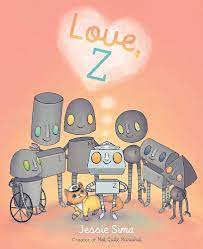 Love,
Z
Jessie Sima
Creator of Not Quite Narwhal